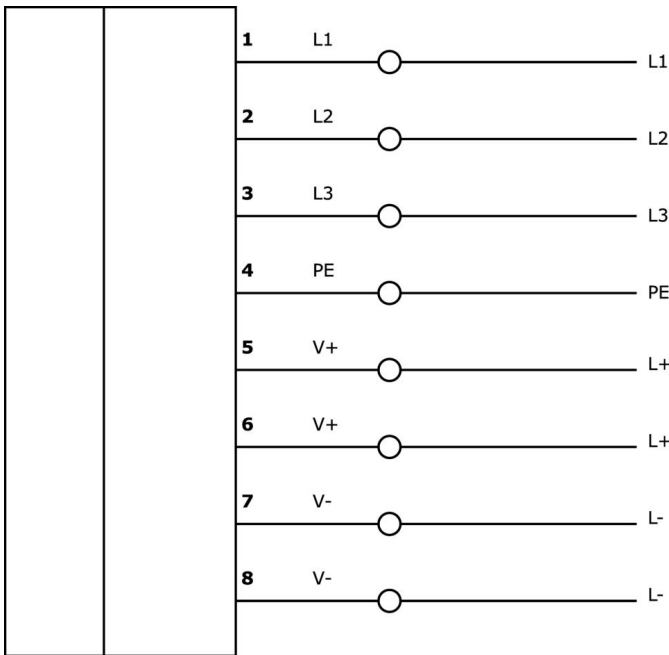 1 L1 L1
2 L2 L2
3 L3 L3
4 PE PE
5 V+ L+
6 V+ L+
7 V- L-
8 V- L-